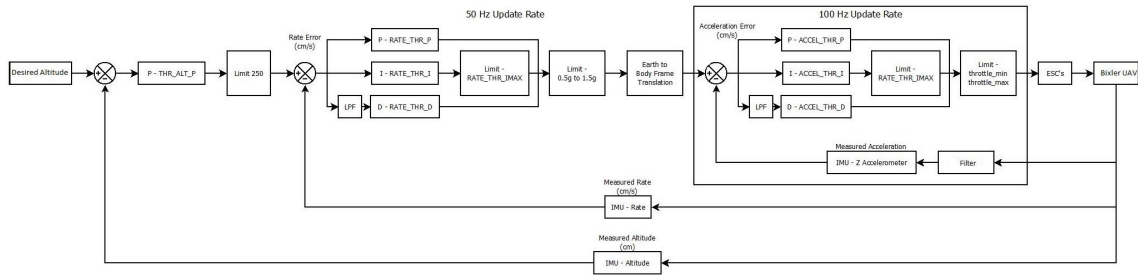 50 Hz Update Rate
100 Hz Update Rate
Rate Error
(cm/s)
Acceleration Error
(cm/s)
P - RATE_THR_P
P - ACCEL_THR_P
Desired Altitude
P - THR_ALT_P
Limit 250
I - RATE_THR_I
Limit -
RATE_THR_IMAX
Limit -
0.5g to 1.5g
Earth to
Body Frame
Translation
I - ACCEL_THR_I
Limit -
RATE_THR_IMAX
Limit -
throttle_min
throttle_max
ESC's
Bixler UAV
LPF
D - RATE_THR_D
LPF
D - ACCEL_THR_D
Measured Acceleration
IMU - Z Accelerometer
Filter
Measured Rate
(cm/s)
IMU - Rate
Measured Altitude
(cm)
IMU - Altitude